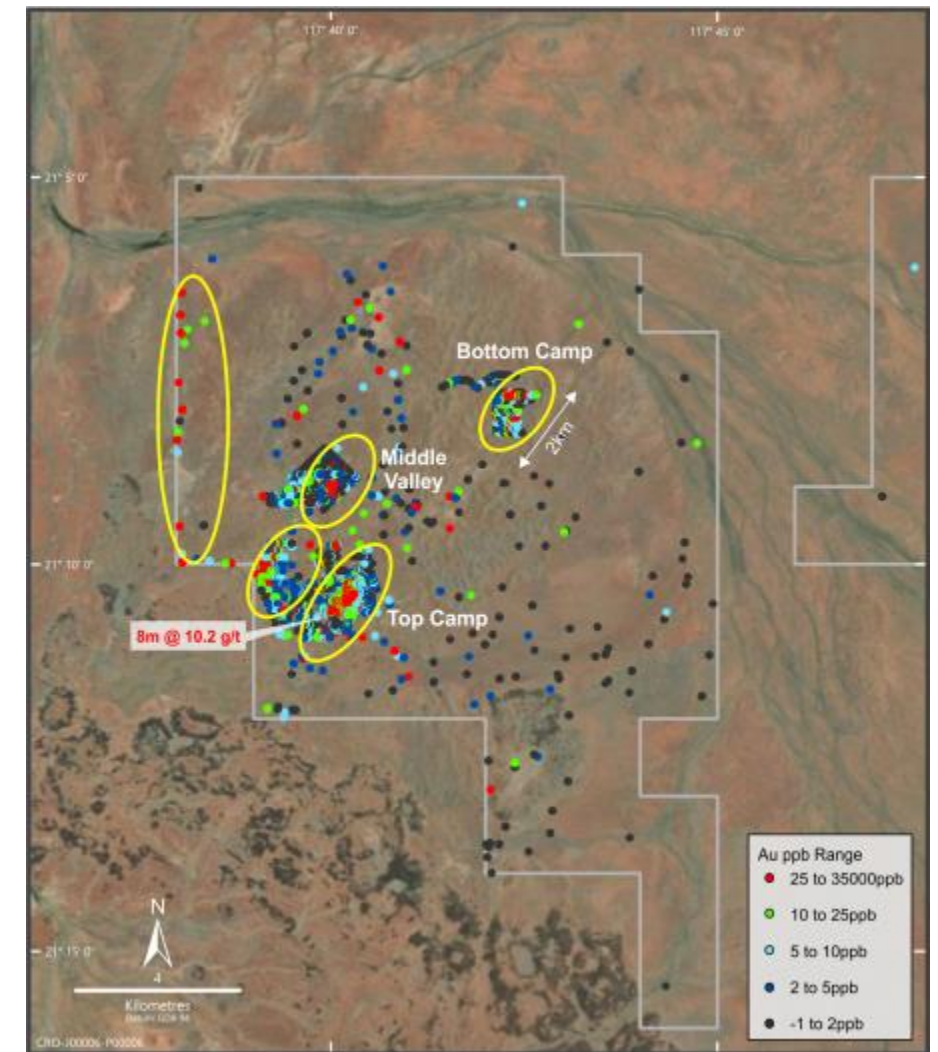 117° 40' 0"
117° 45' 0"
21° 5' 0"
Bottom Camp
2km
Middle
Valley
21° 10' 0"
Top Camp
8m @ 10.2 g/t
Au ppb Range
25 to 35000ppb
10 to 25ppb
5 to 10ppb
2 to 5ppb
-1 to 2ppb
N
4
Kilometres